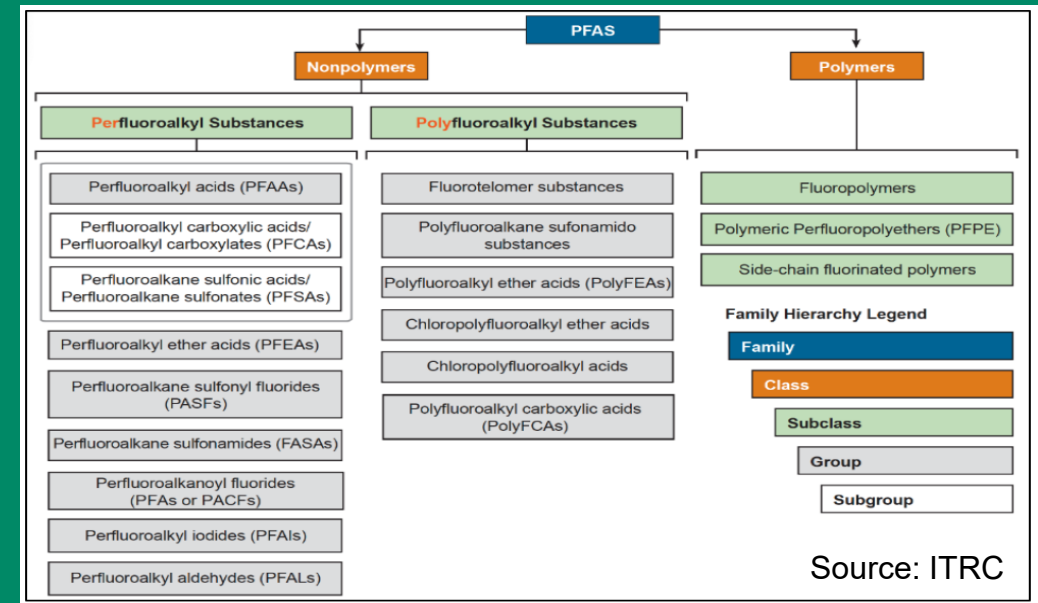 PFAS
Nonpolymers
Polymers
Perfluoroalkyl Substances
Polyfluoroalkyl Substances
Perfluoroalkyl acids (PFAAs)
Perfluoroalkyl carboxylic acids/
Perfluoroalkyl carboxylates (PFCAs)
Perfluoroalkane sulfonic acids/
Perfluoroalkane sulfonates (PFSAs)
Perfluoroalkyl ether acids (PFEAs)
Perfluoroalkane sulfonyl fluorides
(PASFs)
Perfluoroalkane sulfonamides (FASAs)
Perfluoroalkanoyl fluorides
(PFAs or PACFs)
Perfluoroalkyl iodides (PFAIs)
Perfluoroalkyl aldehydes (PFALs)
Fluorotelomer substances
Polyfluoroalkane sufonamido
substances
Polyfluoroalkyl ether acids (PolyFEAs)
Chloropolyfluoroalkyl ether acids
Chloropolyfluoroalkyl acids
Polyfluoroalkyl carboxylic acids
(PolyFCAs)
Fluoropolymers
Polymeric Perfluoropolyethers (PFPE)
Side-chain fluorinated polymers
Family Hierarchy Legend
Family
Class
Subclass
Group
Subgroup
Source: ITRC